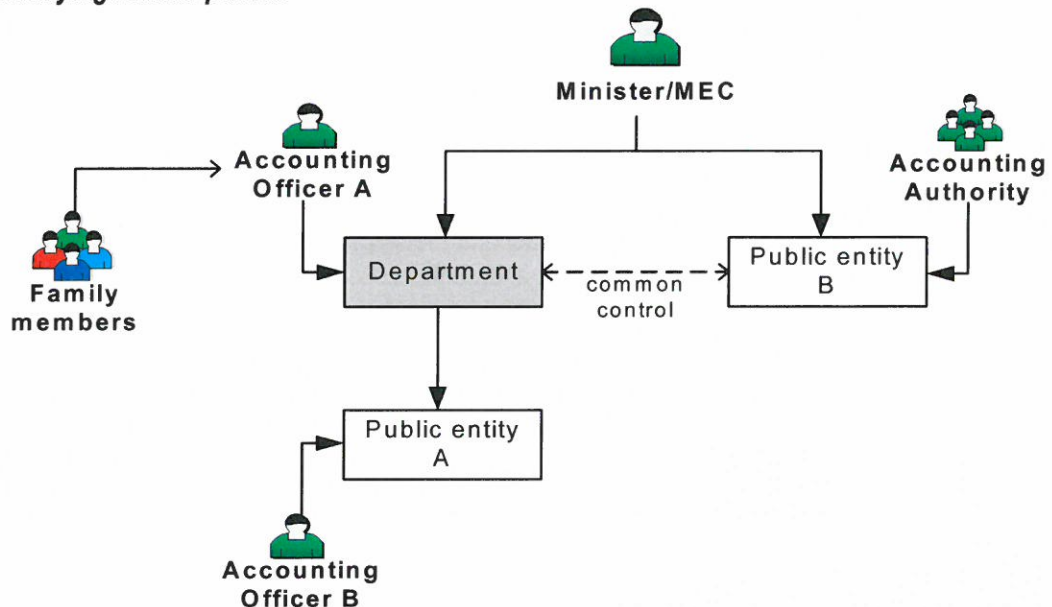 Minister/MEC
Accounting
Officer A
Accounting
Authority
Department
Public entity
B
common
control
Family
members
Public entity
A
Accounting
Officer B